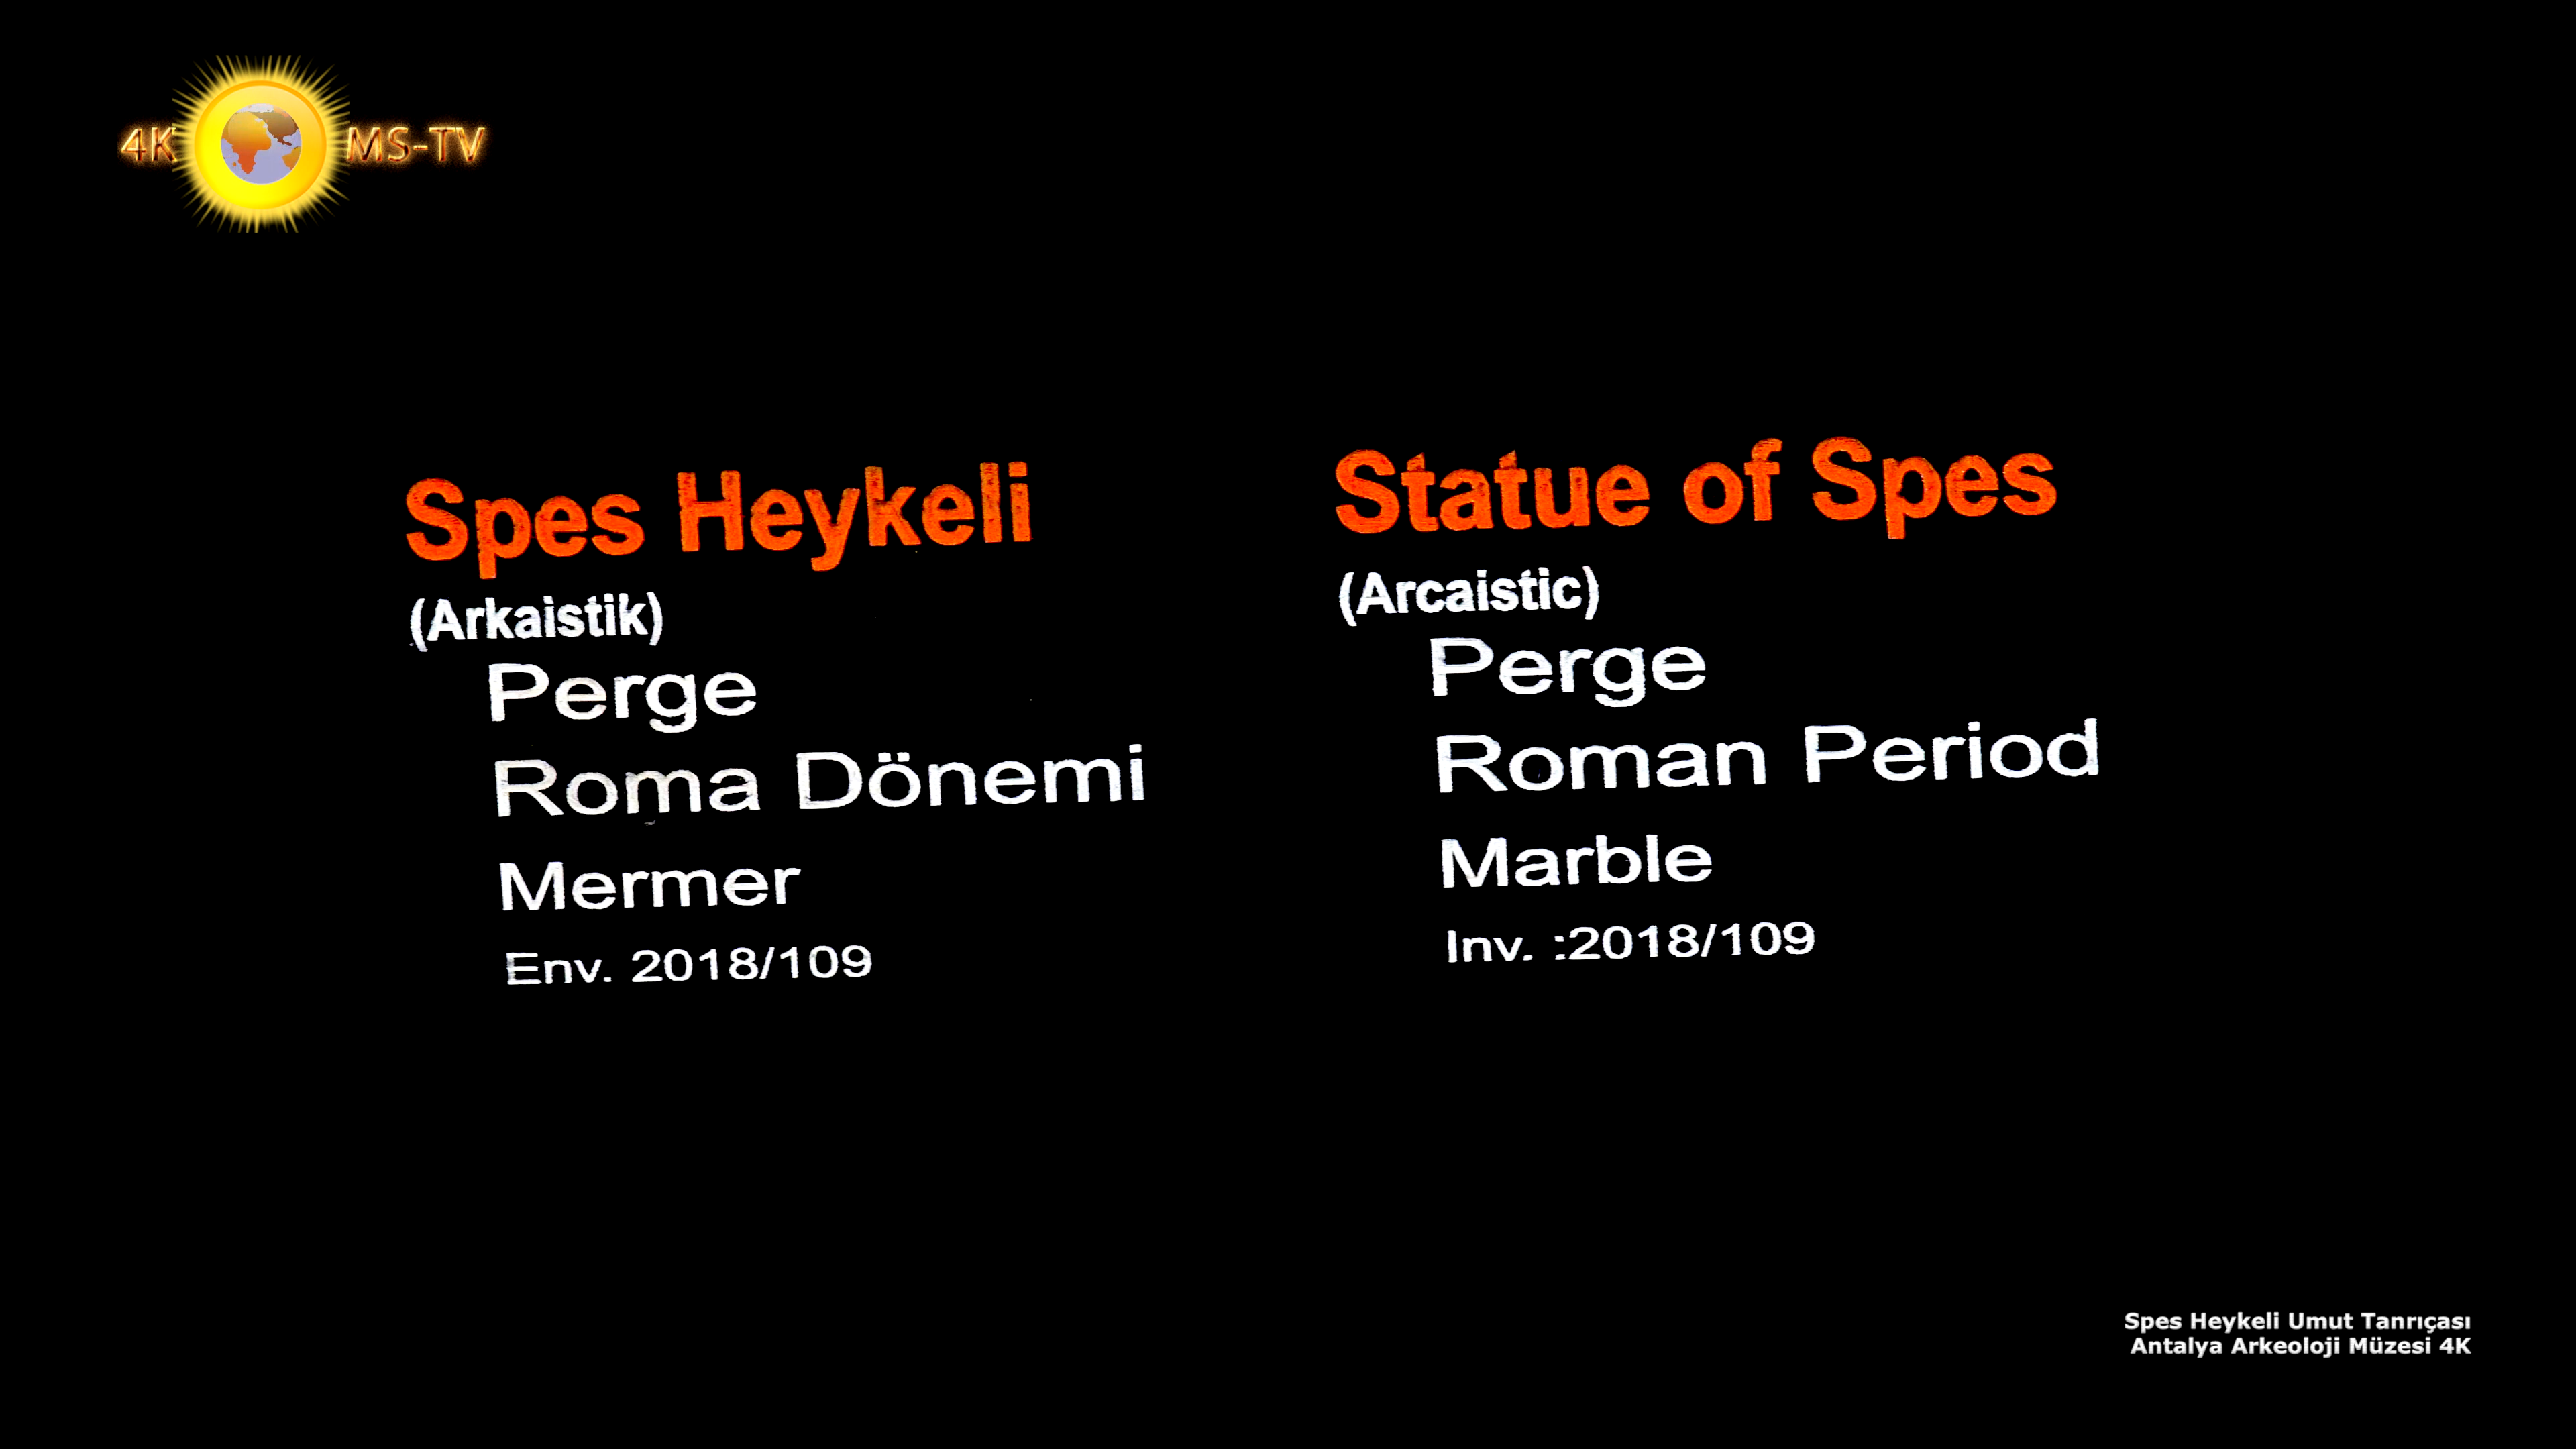 4K MS-TV
Spes Heykeli
(Arkaistik)
Perge
Roma Dönemi
Mermer
Env. 2018/109
Statue of Spes
(Arcaistic)
Perge
Roman Period
Marble
Inv. :2018/109
Spes Heykeli Umut Tanrıçası
Antalya Arkeoloji Müzesi 4K